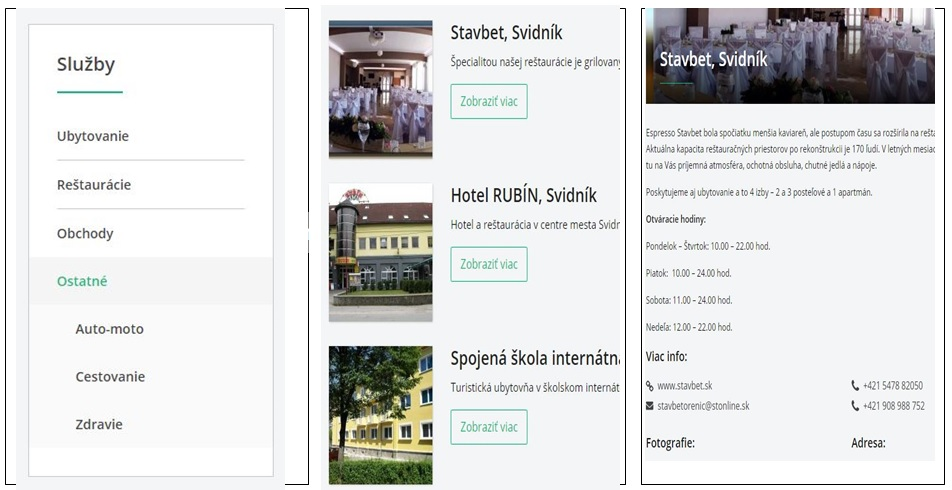 Služby
Ubytovanie
Reštaurácie
Obchody
Ostatné
Auto-moto
Cestovanie
Zdravie
Stavbet, Svidník
Špecialitou našej reštaurácie je grilovaný
Zobraziť viac
Hotel RUBÍN, Svidník
Hotel a reštaurácia v centre mesta Svidn
Zobraziť viac
Spojená škola internátna
Turistická ubytovňa v školskom internát
Zobraziť viac
Stavbet, Svidník
Espresso Stavbet bola spočiatku menšia kaviareň, ale postupom času sa rozšírila na rešta
Aktuálna kapacita reštauračných priestorov po rekonštrukcii je 170 ľudí. V letných mesiac
tu na Vás príjemná atmosféra, ochotná obsluha, chutné jedlá a nápoje.
Poskytujeme aj ubytovanie a to 4 izby – 2 a 3 posteľové a 1 apartmán.
Otváracie hodiny:
Pondelok – Štvrtok: 10.00 – 22.00 hod.
Piatok: 10.00 – 24.00 hod.
Sobota: 11.00 – 24.00 hod.
Nedeľa: 12.00 – 22.00 hod.
Viac info:
www.stavbet.sk
+421 5478 82050
stavbetorenic@stonline.sk
+421 908 988 752
Fotografie:
Adresa: